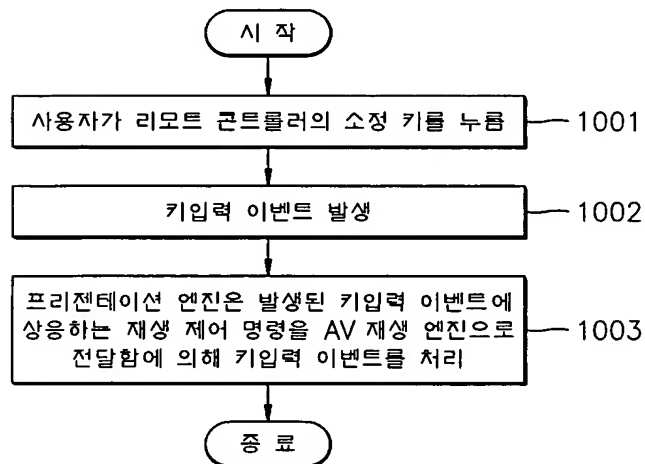 시 작
사용자가 리모트 콘트롤러의 소정 키를 누름
1001
키입력 이벤트 발생
1002
프리젠테이션 엔진은 발생된 키입력 이벤트에
상응하는 재생 제어 명령을 AV 재생 엔진으로
전달함에 의해 키입력 이벤트를 처리
1003
종 료